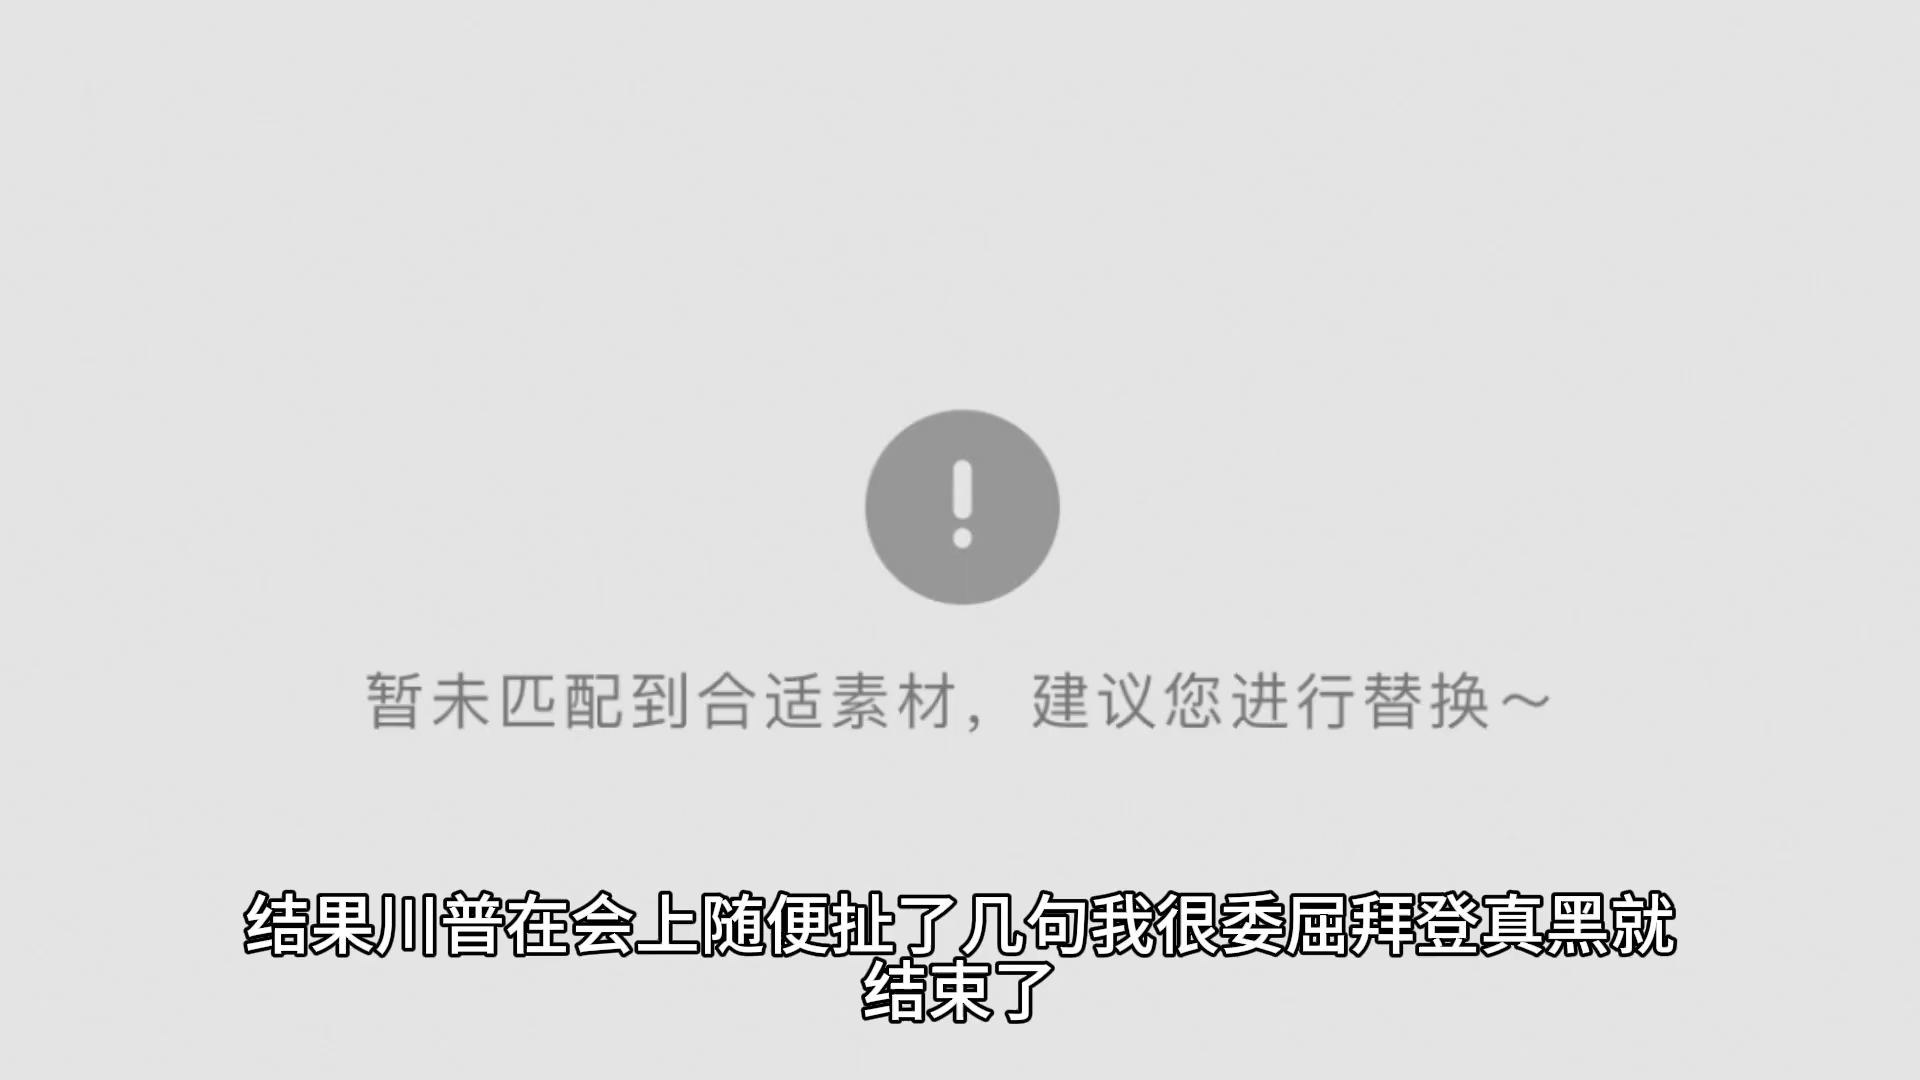 暂未匹配到合适素材，建议您进行替换～
结果川普在会上随便扯了几句我很委屈拜登真黑就
结束了